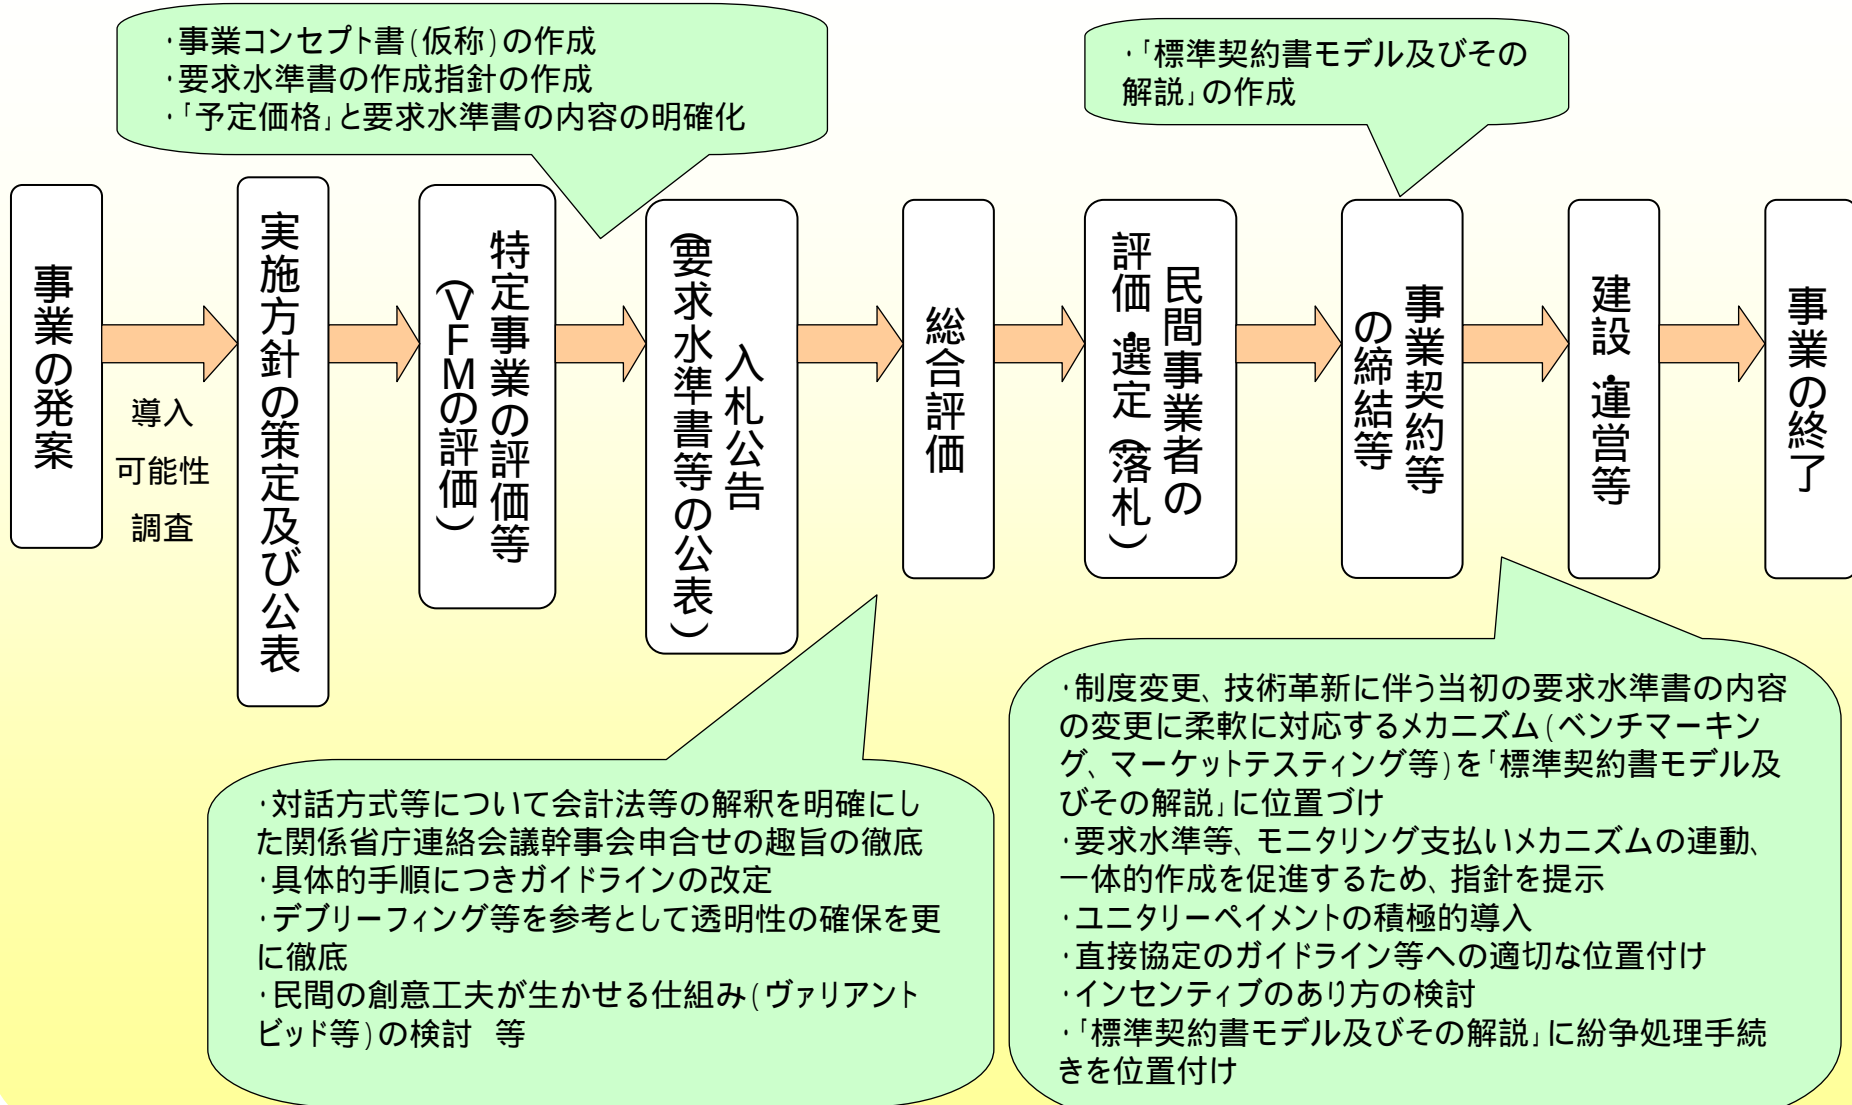 ・事業コンセプト書(仮称)の作成
・要求水準書の作成指針の作成
・「予定価格」と要求水準書の内容の明確化
・「標準契約書モデル及びその
解説」の作成
事業の発案
導入
可能性
調査
実施方針の策定及び公表
特定事業の評価等
(VFMの評価)
入札公告
(要求水準書等の公表)
総合評価
民間事業者の
評価・選定(落札)
事業契約等
の締結等
建設・運営等
事業の終了
・対話方式等について会計法等の解釈を明確にし
た関係省庁連絡会議幹事会申合せの趣旨の徹底
・具体的手順につきガイドラインの改定
・デブリーフィング等を参考として透明性の確保を更
に徹底
・民間の創意工夫が生かせる仕組み(ヴァリアント
ビッド等)の検討 等
・制度変更、技術革新に伴う当初の要求水準書の内容
の変更に柔軟に対応するメカニズム(ベンチマーキン
グ、マーケットテスティング等)を「標準契約書モデル及
びその解説」に位置づけ
・要求水準等、モニタリング支払いメカニズムの連動、
一体的作成を促進するため、指針を提示
・ユニタリーペイメントの積極的導入
・直接協定のガイドライン等への適切な位置付け
・インセンティブのあり方の検討
・「標準契約書モデル及びその解説」に紛争処理手続
きを位置付け